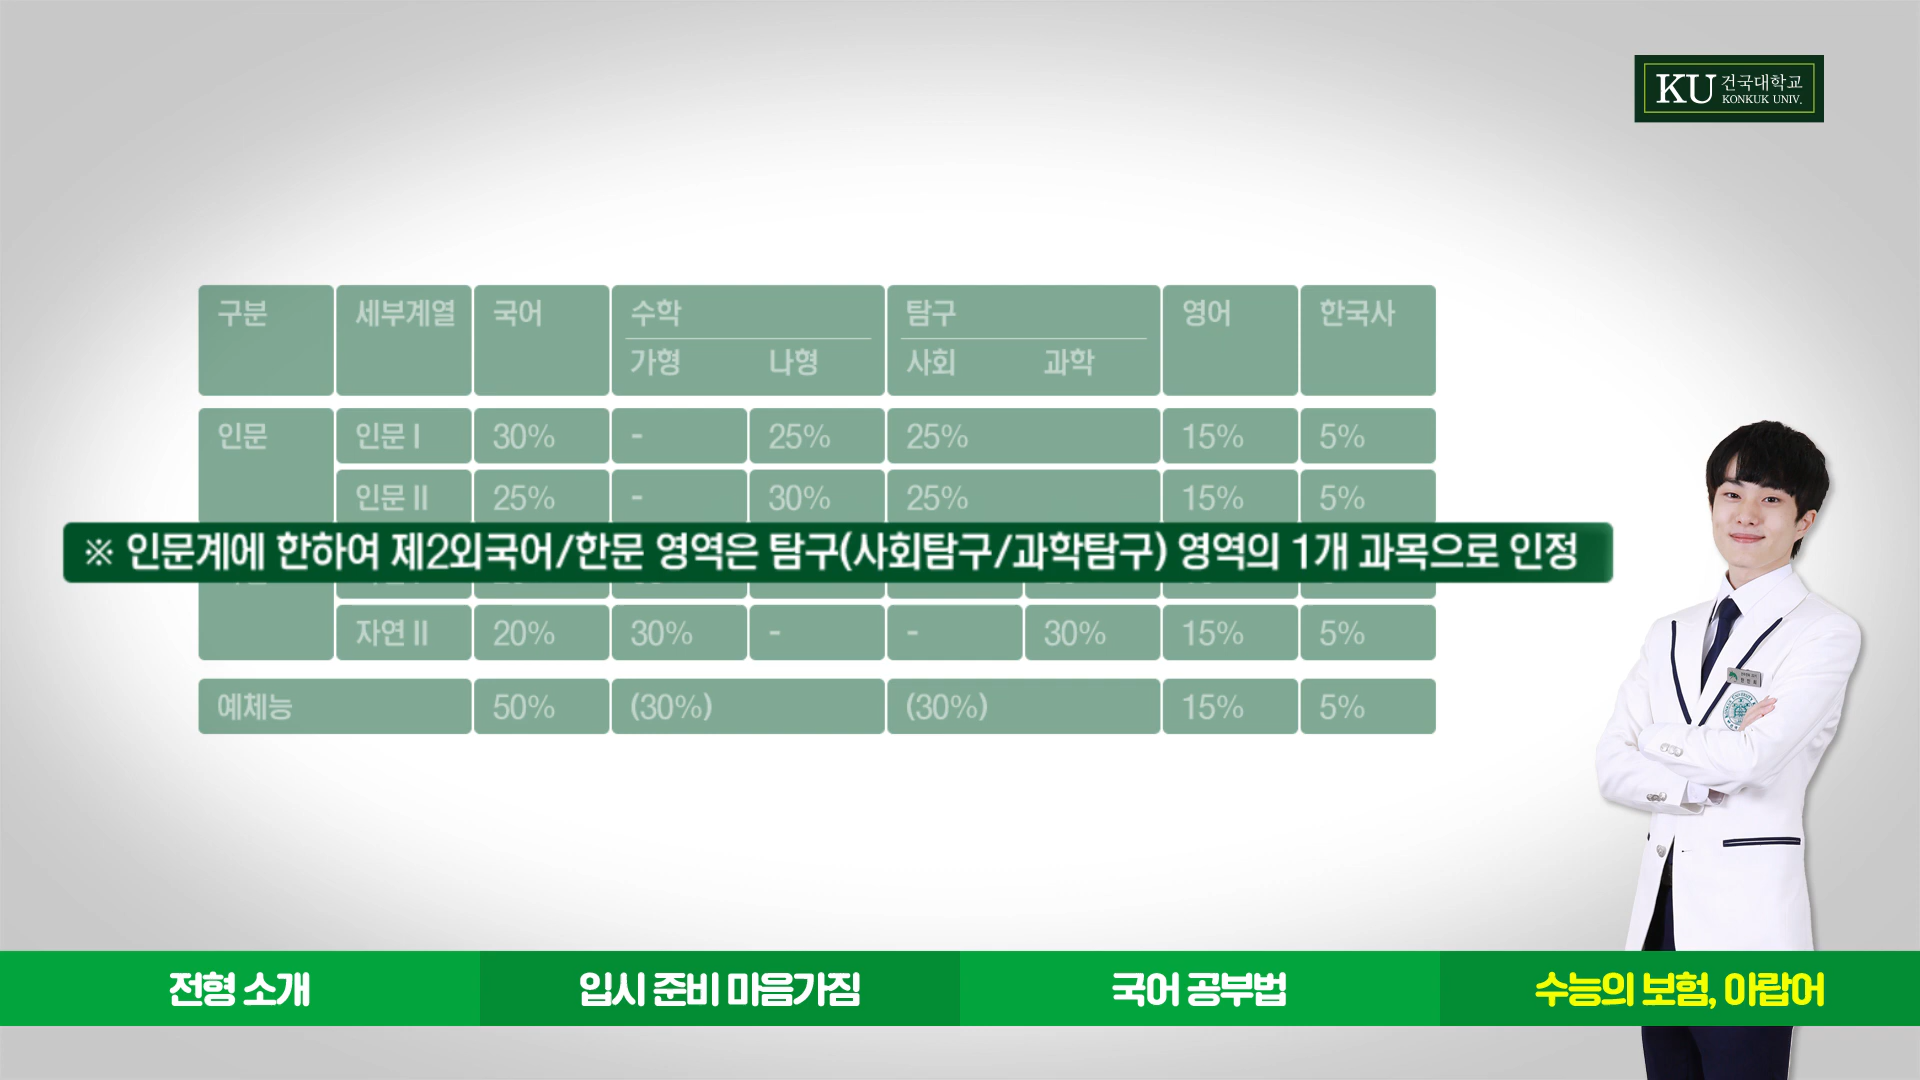 KU 건국대학교
KONKUK UNIV.
구분 세부계열 국어 수학 탐구 영어 한국사
가형 나형 사회 과학
인문 인문 I 30% - 25% 25% 15% 5%
인문 II 25% - 30% 25% 15% 5%
※ 인문계에 한하여 제2외국어/한문 영역은 탐구(사회탐구/과학탐구) 영역의 1개 과목으로 인정
자연 II 20% 30% - - 30% 15% 5%
예체능 50% (30%) (30%) 15% 5%
전형 소개 입시 준비 마음가짐 국어 공부법 수능의 보험, 아랍어